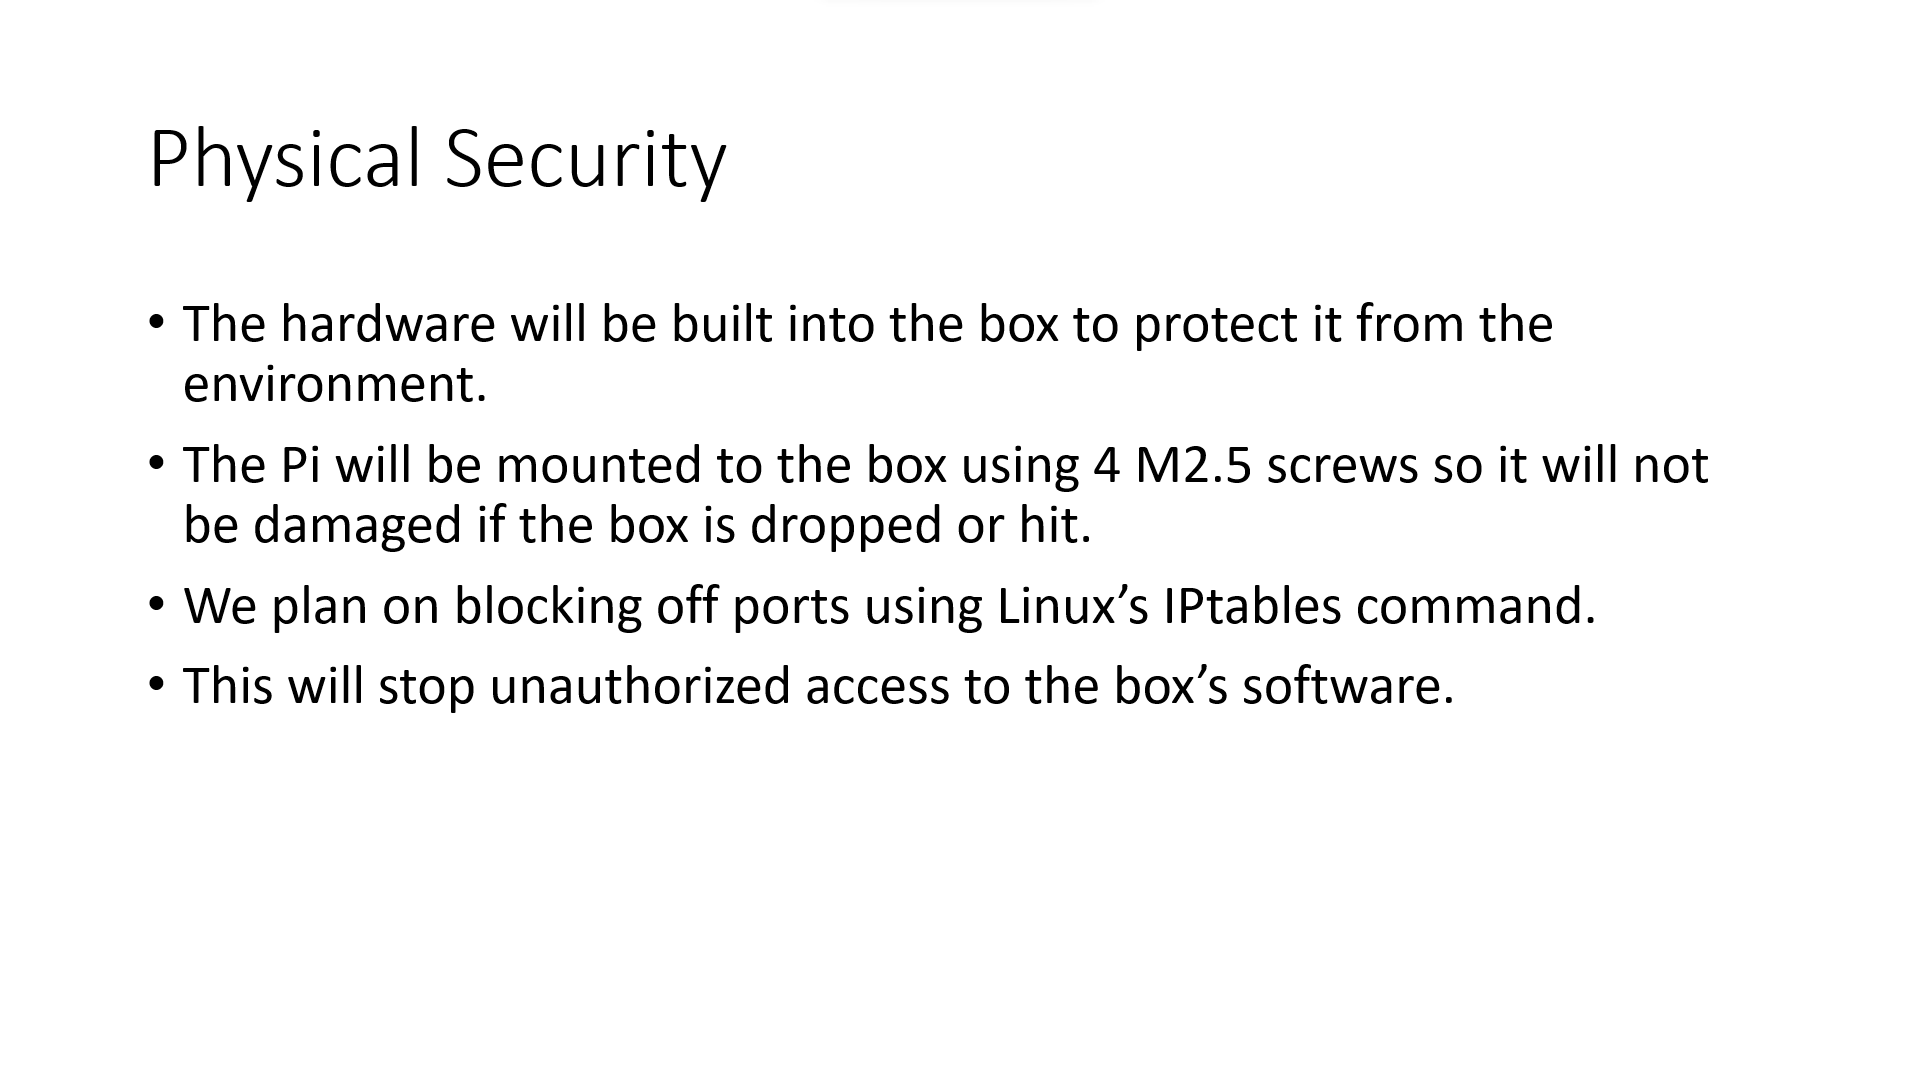 Physical Security
• The hardware will be built into the box to protect it from the
environment.
• The Pi will be mounted to the box using 4 M2.5 screws so it will not
be damaged if the box is dropped or hit.
• We plan on blocking off ports using Linux’s IPtables command.
• This will stop unauthorized access to the box’s software.